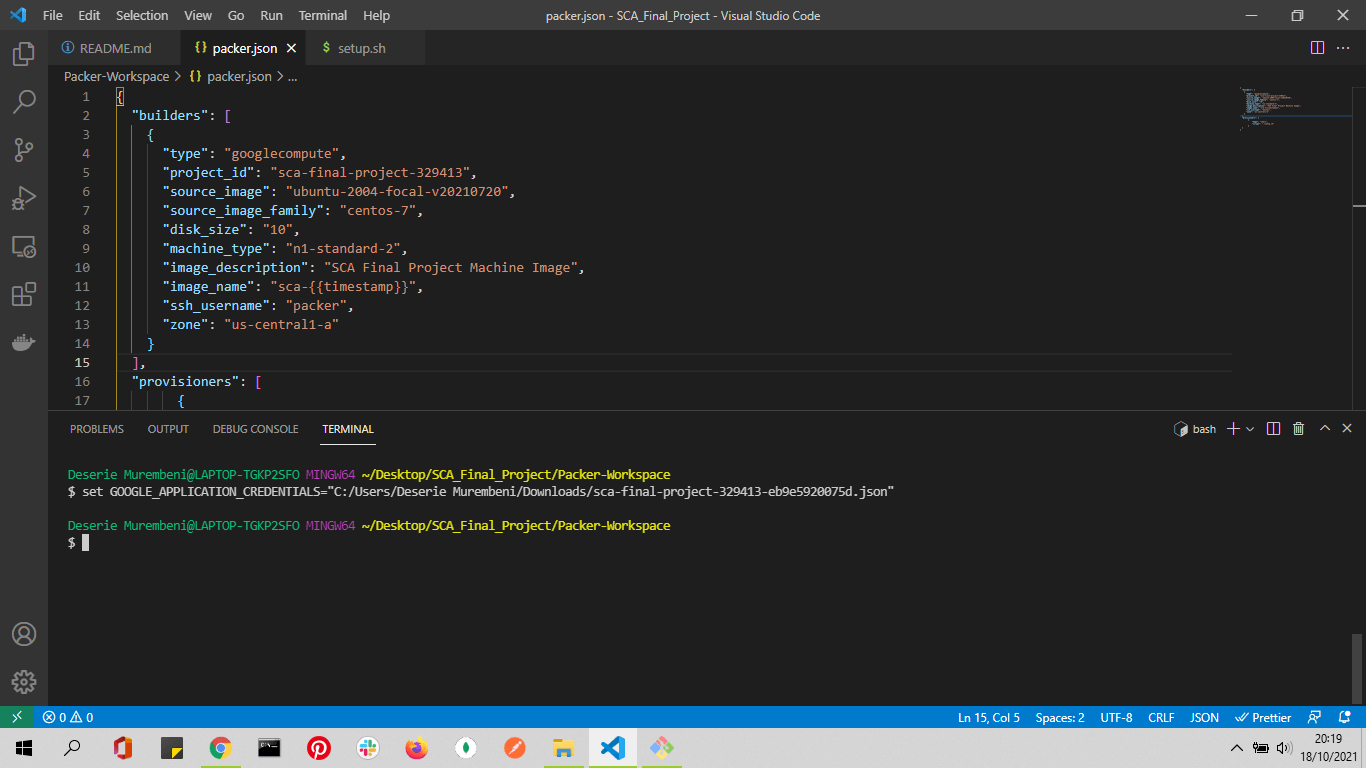 File Edit Selection View Go Run Terminal Help packer.json - SCA_Final_Project - Visual Studio Code
README.md {} packer.json $ setup.sh
Packer-Workspace > {} packer.json > ...
1 {
2 "builders": [
3 {
4 "type": "googlecompute",
5 "project_id": "sca-final-project-329413",
6 "source_image": "ubuntu-2004-focal-v20210720",
7 "source_image_family": "centos-7",
8 "disk_size": "10",
9 "machine_type": "n1-standard-2",
10 "image_description": "SCA Final Project Machine Image",
11 "image_name": "sca-{{timestamp}}",
12 "ssh_username": "packer",
13 "zone": "us-central1-a"
14 }
15 ],
16 "provisioners": [
17 {
PROBLEMS OUTPUT DEBUG CONSOLE TERMINAL bash
Deserie Murembeni@LAPTOP-TGKP2SFO MINGW64 ~/Desktop/SCA_Final_Project/Packer-Workspace
$ set GOOGLE_APPLICATION_CREDENTIALS="C:/Users/Deserie Murembeni/Downloads/sca-final-project-329413-eb9e5920075d.json"
Deserie Murembeni@LAPTOP-TGKP2SFO MINGW64 ~/Desktop/SCA_Final_Project/Packer-Workspace
$
0 0 Ln 15, Col 5 Spaces: 2 UTF-8 CRLF JSON Prettier
20:19
18/10/2021